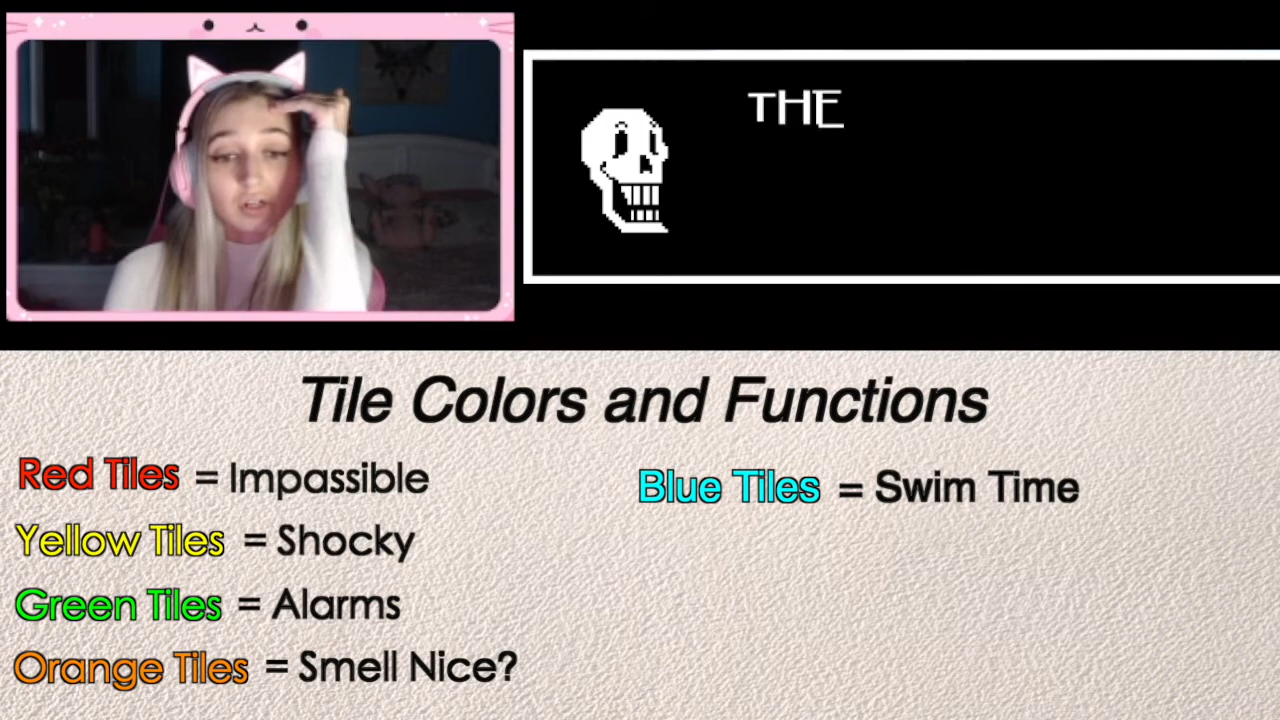 THE
Tile Colors and Functions
Red Tiles = Impassible
Yellow Tiles = Shocky
Green Tiles = Alarms
Orange Tiles = Smell Nice?
Blue Tiles = Swim Time